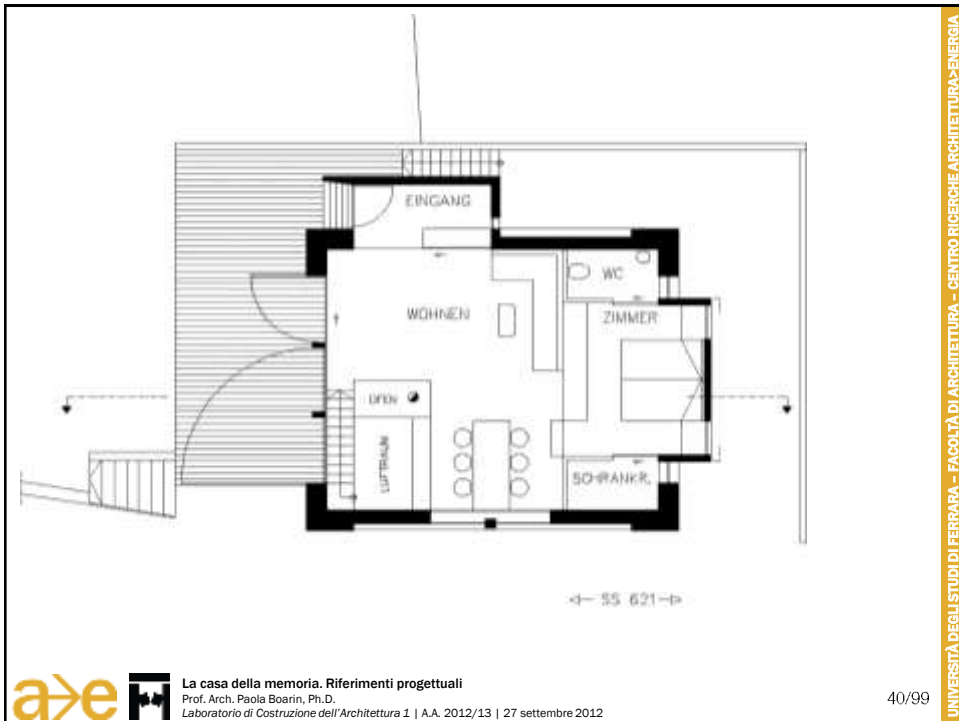 EINGANG
WC
WOHNEN
ZIMMER
OFEN
LUFTRAUM
SCHRANKR.
SS 621
a>e
La casa della memoria. Riferimenti progettuali
Prof. Arch. Paola Boarin, Ph.D.
Laboratorio di Costruzione dell'Architettura 1 | A.A. 2012/13 | 27 settembre 2012
40/99
UNIVERSITÀ DEGLI STUDI DI FERRARA – FACOLTÀ DI ARCHITETTURA – CENTRO RICERCHE ARCHITETTURA>ENERGIA